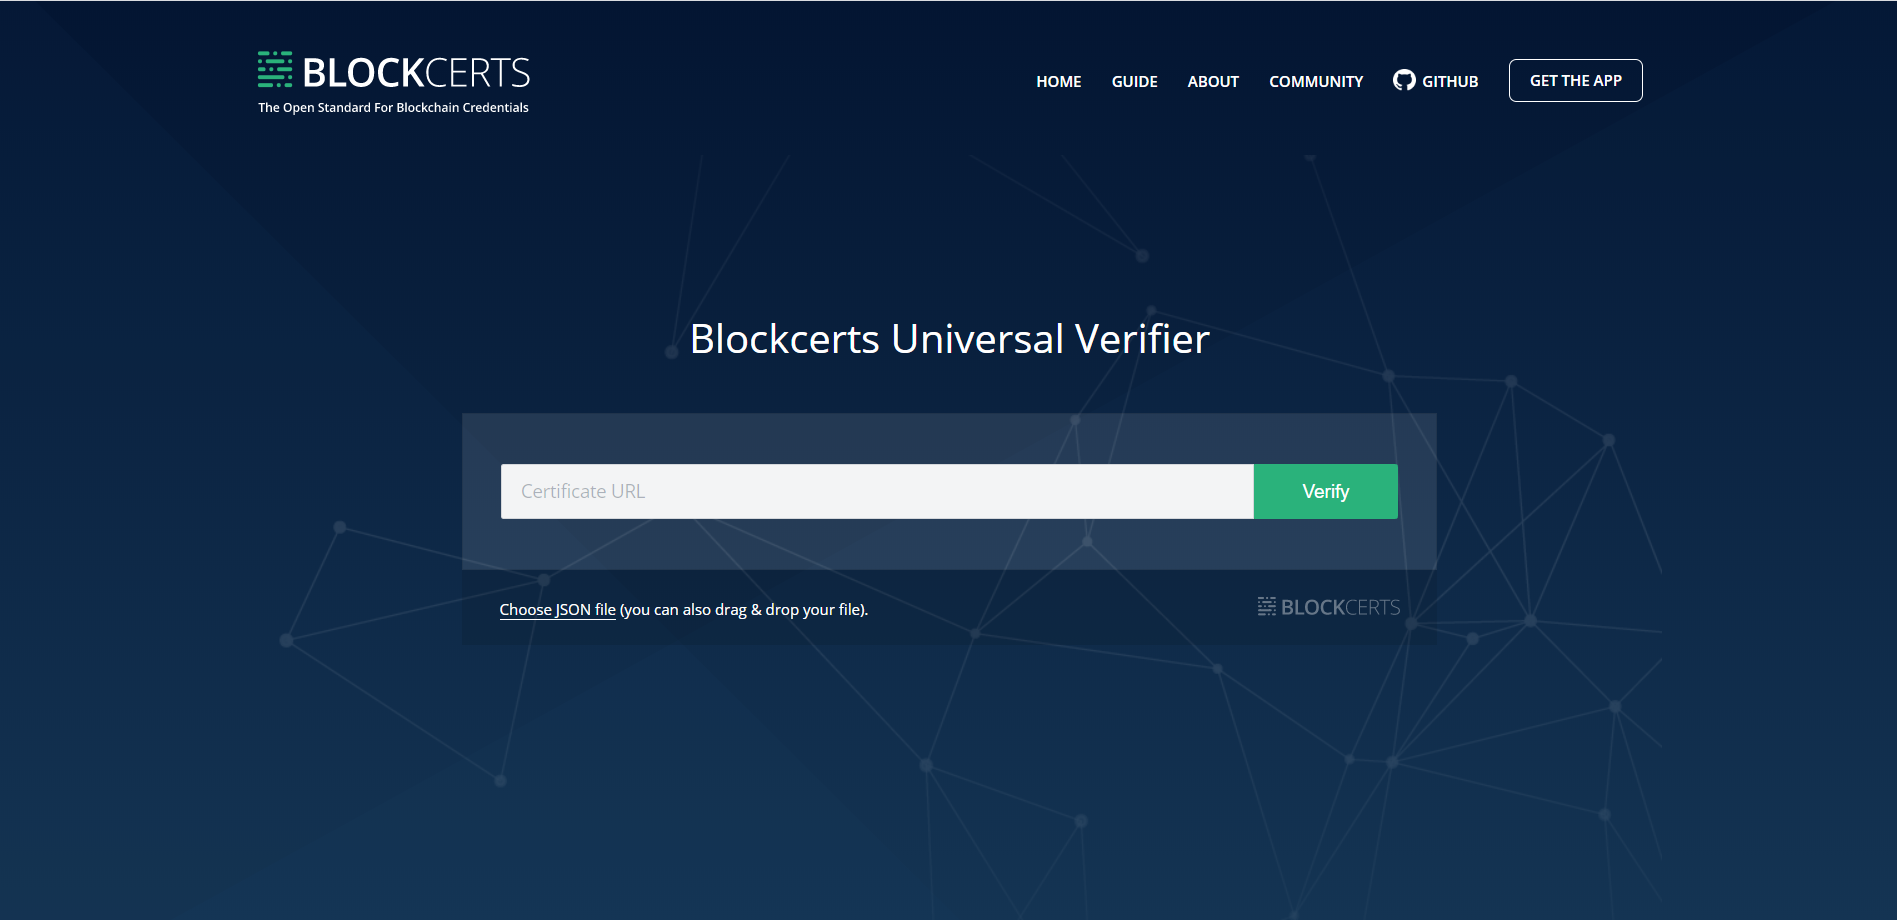 BLOCKCERTS
The Open Standard For Blockchain Credentials
HOME GUIDE ABOUT COMMUNITY GITHUB GET THE APP
Blockcerts Universal Verifier
Certificate URL Verify
Choose JSON file (you can also drag & drop your file).
BLOCKCERTS